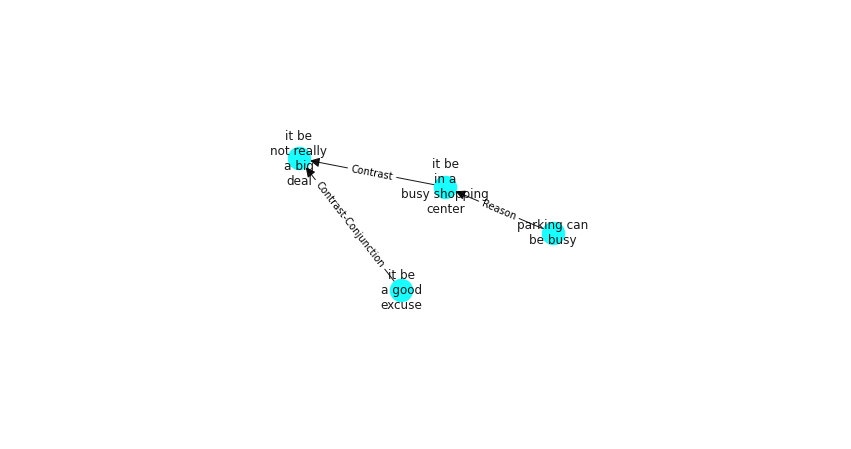 it be
not really
a big
deal
Contrast
it be
in a
busy shopping
center
Reason
parking can
be busy
Contrast-Conjunction
it be
a good
excuse